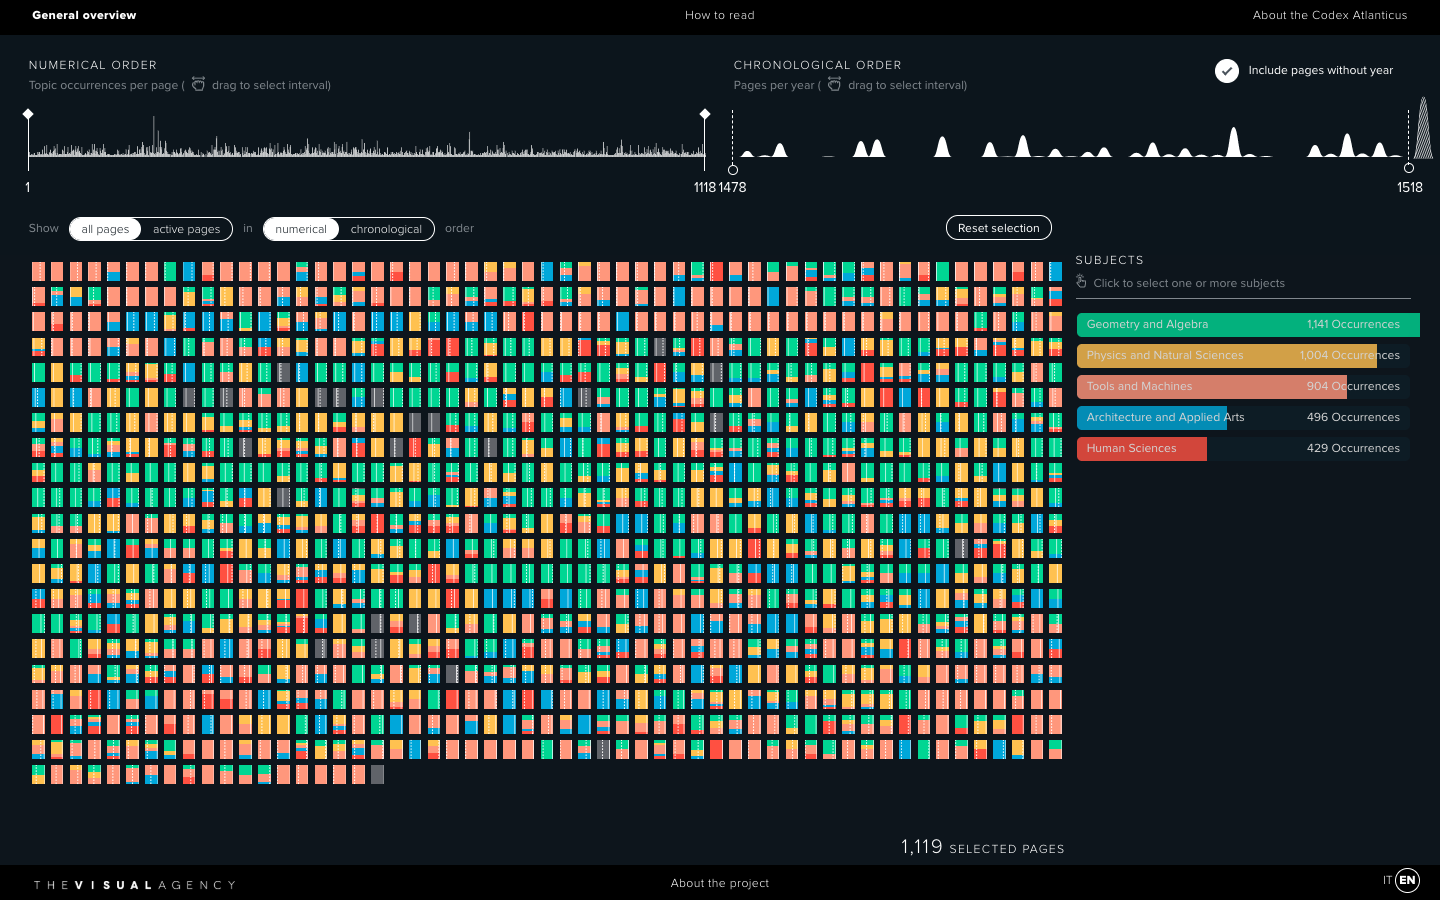 General overview
How to read
About the Codex Atlanticus
NUMERICAL ORDER
Topic occurrences per page ( drag to select interval)
CHRONOLOGICAL ORDER
Pages per year ( drag to select interval)
Include pages without year
1
1118
1478
1518
Show all pages active pages in numerical chronological order
Reset selection
SUBJECTS
Click to select one or more subjects
Geometry and Algebra 1,141 Occurrences
Physics and Natural Sciences 1,004 Occurrences
Tools and Machines 904 Occurrences
Architecture and Applied Arts 496 Occurrences
Human Sciences 429 Occurrences
1,119 SELECTED PAGES
THEVISUALAGENCY
About the project
IT EN